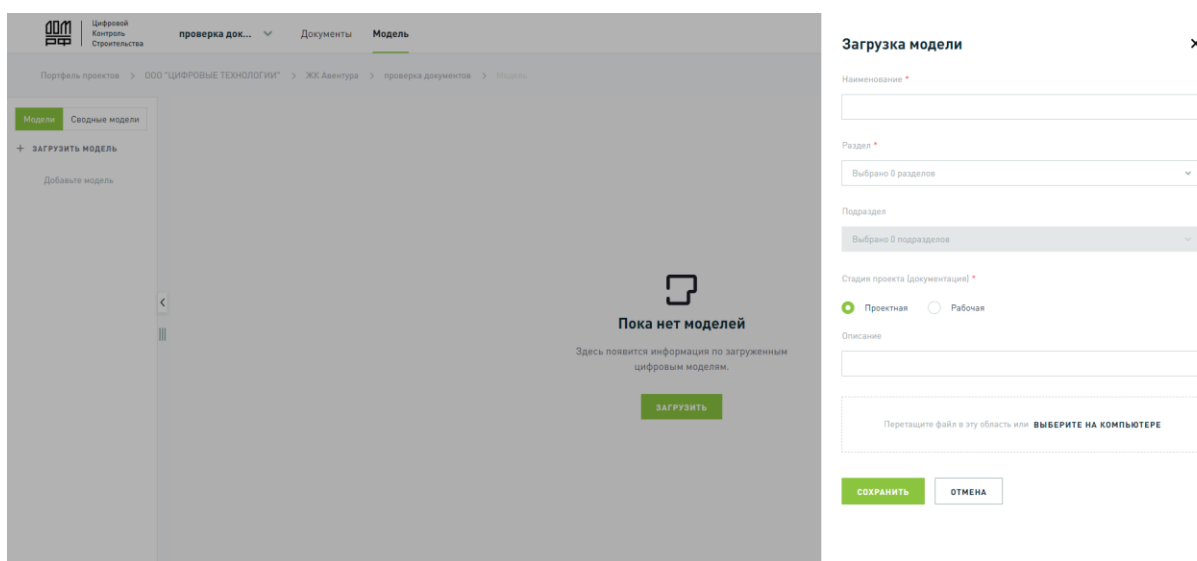 ДОМ
РФ
Цифровой
Контроль
Строительства
проверка док...
Документы
Модель
Портфель проектов > ООО "ЦИФРОВЫЕ ТЕХНОЛОГИИ" > ЖК Авентура > проверка документов > Модель
Модели
Сводные модели
+ ЗАГРУЗИТЬ МОДЕЛЬ
Добавьте модель
Пока нет моделей
Здесь появится информация по загруженным
цифровым моделям.
ЗАГРУЗИТЬ
Загрузка модели
Наименование *
Раздел *
Выбрано 0 разделов
Подраздел
Выбрано 0 подразделов
Стадия проекта (документация) *
Проектная
Рабочая
Описание
Перетащите файл в эту область или ВЫБЕРИТЕ НА КОМПЬЮТЕРЕ
СОХРАНИТЬ
ОТМЕНА